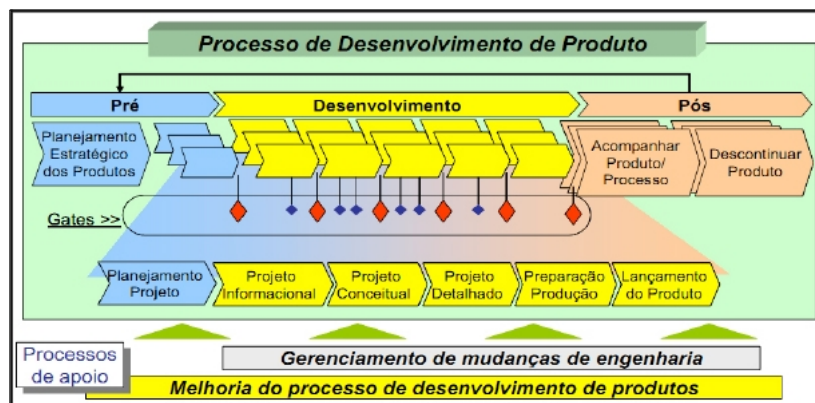 Processo de Desenvolvimento de Produto
Pré
Desenvolvimento
Pós
Planejamento
Estratégico
dos Produtos
Acompanhar
Produto/
Processo
Descontinuar
Produto
Gates >>
Planejamento
Projeto
Projeto
Informacional
Projeto
Conceitual
Projeto
Detalhado
Preparação
Produção
Lançamento
do Produto
Processos
de apoio
Gerenciamento de mudanças de engenharia
Melhoria do processo de desenvolvimento de produtos